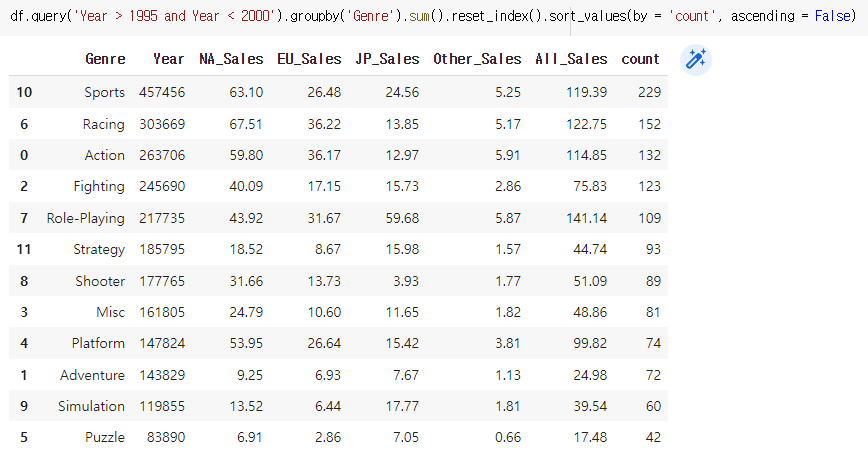 df.query('Year > 1995 and Year < 2000').groupby('Genre').sum().reset_index().sort_values(by = 'count', ascending = False)
Genre Year NA_Sales EU_Sales JP_Sales Other_Sales All_Sales count
10 Sports 457456 63.10 26.48 24.56 5.25 119.39 229
6 Racing 303669 67.51 36.22 13.85 5.17 122.75 152
0 Action 263706 59.80 36.17 12.97 5.91 114.85 132
2 Fighting 245690 40.09 17.15 15.73 2.86 75.83 123
7 Role-Playing 217735 43.92 31.67 59.68 5.87 141.14 109
11 Strategy 185795 18.52 8.67 15.98 1.57 44.74 93
8 Shooter 177765 31.66 13.73 3.93 1.77 51.09 89
3 Misc 161805 24.79 10.60 11.65 1.82 48.86 81
4 Platform 147824 53.95 26.64 15.42 3.81 99.82 74
1 Adventure 143829 9.25 6.93 7.67 1.13 24.98 72
9 Simulation 119855 13.52 6.44 17.77 1.81 39.54 60
5 Puzzle 83890 6.91 2.86 7.05 0.66 17.48 42